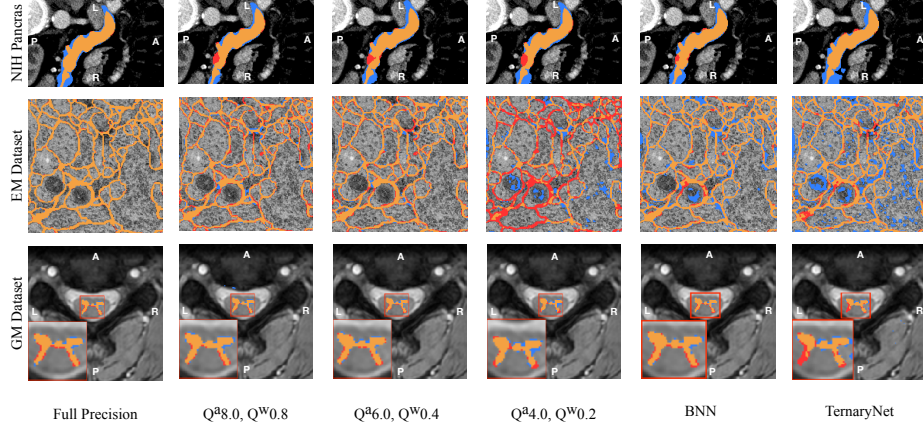 NIH Pancras
L L L L L L
P A P A P A P A P A P A
R R R R R R
EM Dataset
GM Dataset
A A A A A A
L R L R L R L R L R L R
P P P P P P
Full Precision Qa8.0, Qw0.8 Qa6.0, Qw0.4 Qa4.0, Qw0.2 BNN TernaryNet